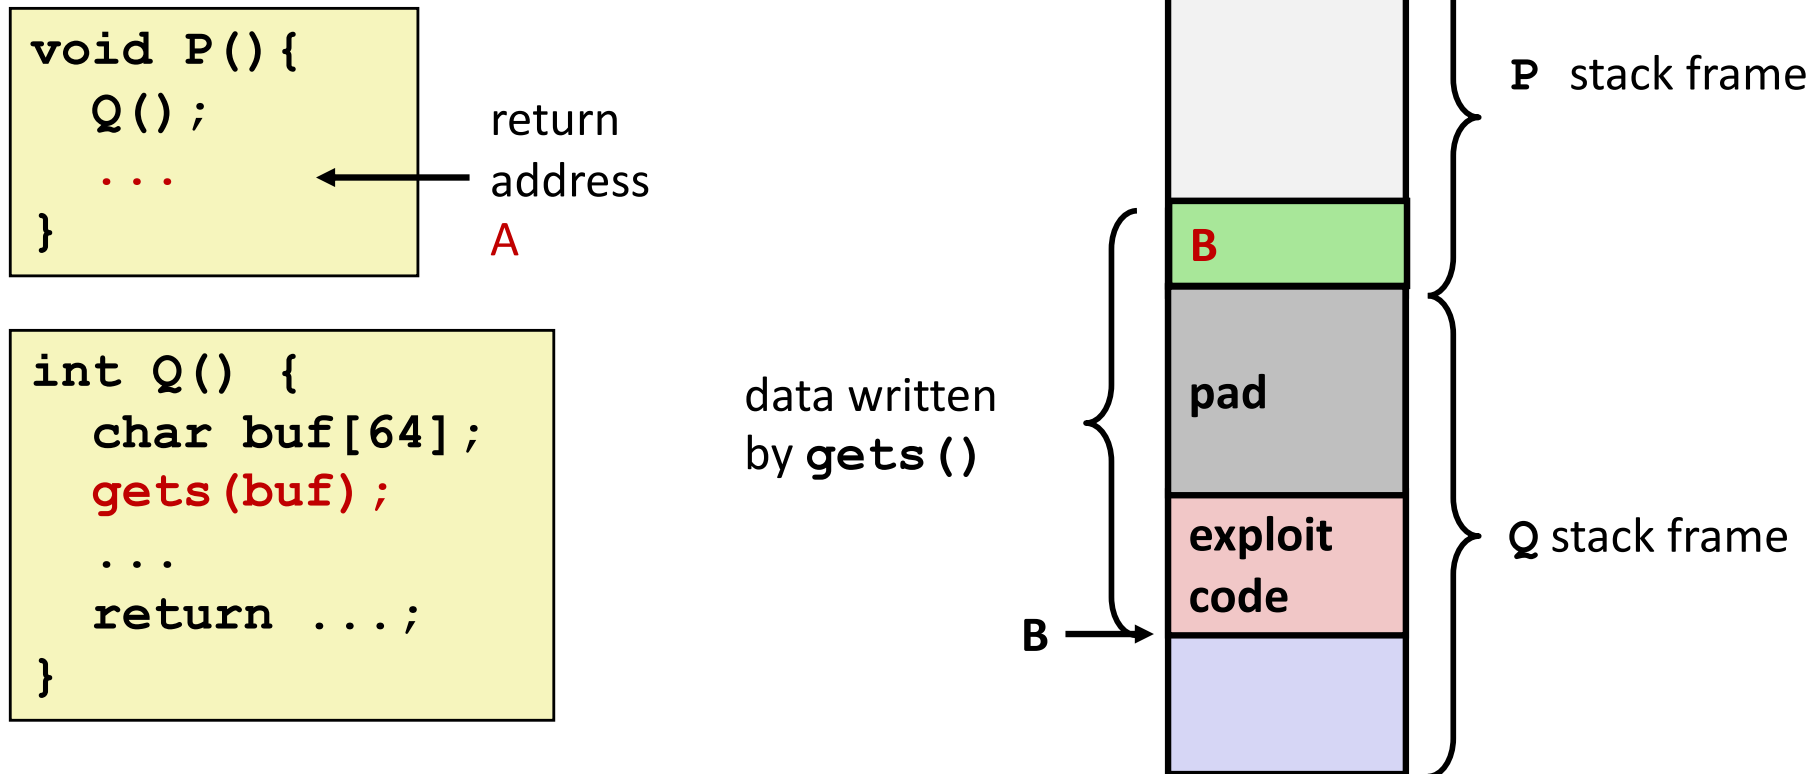 void P(){
  Q();
  ...
}
return
address
A
int Q() {
  char buf[64];
  gets(buf);
  ...
  return ...;
}
data written
by gets()
B
B
pad
exploit
code
P stack frame
Q stack frame